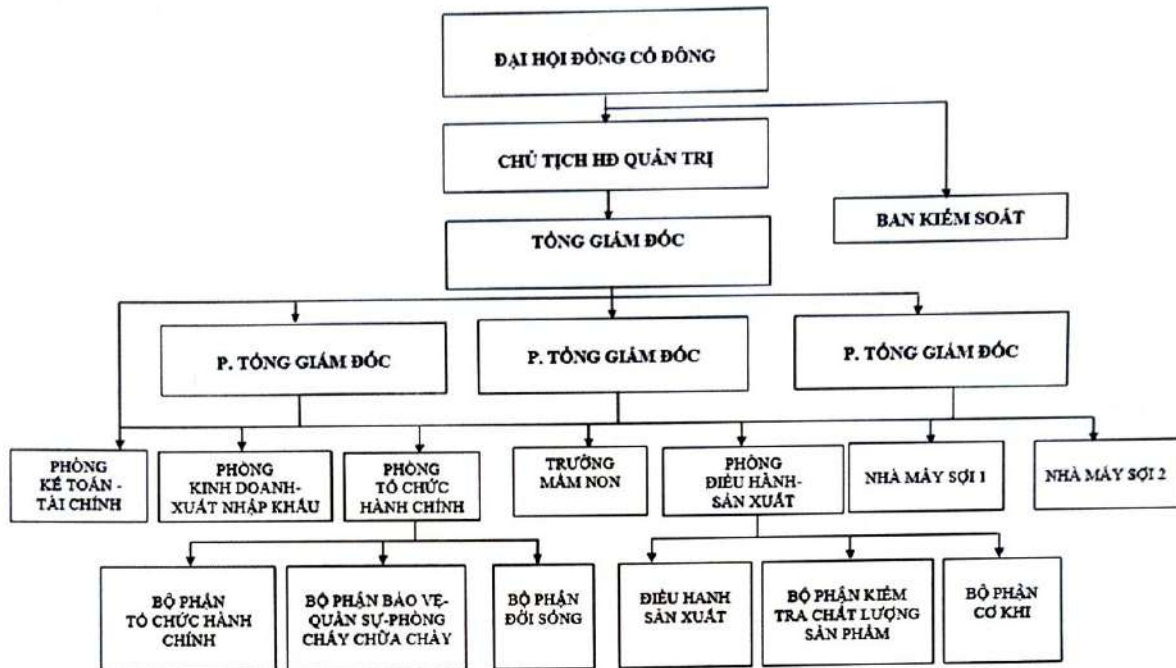 ĐẠI HỘI ĐỒNG CỔ ĐÔNG
CHỦ TỊCH HĐ QUẢN TRỊ
BAN KIỂM SOÁT
TỔNG GIÁM ĐỐC
P. TỔNG GIÁM ĐỐC
P. TỔNG GIÁM ĐỐC
P. TỔNG GIÁM ĐỐC
PHÒNG
KẾ TOÁN -
TÀI CHÍNH
PHÒNG
KINH DOANH-
XUẤT NHẬP KHẨU
PHÒNG
TỔ CHỨC
HÀNH CHÍNH
TRƯỜNG
MẦM NON
PHÒNG
ĐIỀU HÀNH-
SẢN XUẤT
NHÀ MÁY SỢI 1
NHÀ MÁY SỢI 2
BỘ PHẬN
TỔ CHỨC HÀNH
CHÍNH
BỘ PHẬN BẢO VỆ-
QUÂN SỰ-PHÒNG
CHÁY CHỮA CHÁY
BỘ PHẬN
ĐỜI SỐNG
ĐIỀU HANH
SẢN XUẤT
BỘ PHẬN KIỂM
TRA CHẤT LƯỢNG
SẢN PHẨM
BỘ PHẬN
CƠ KHI